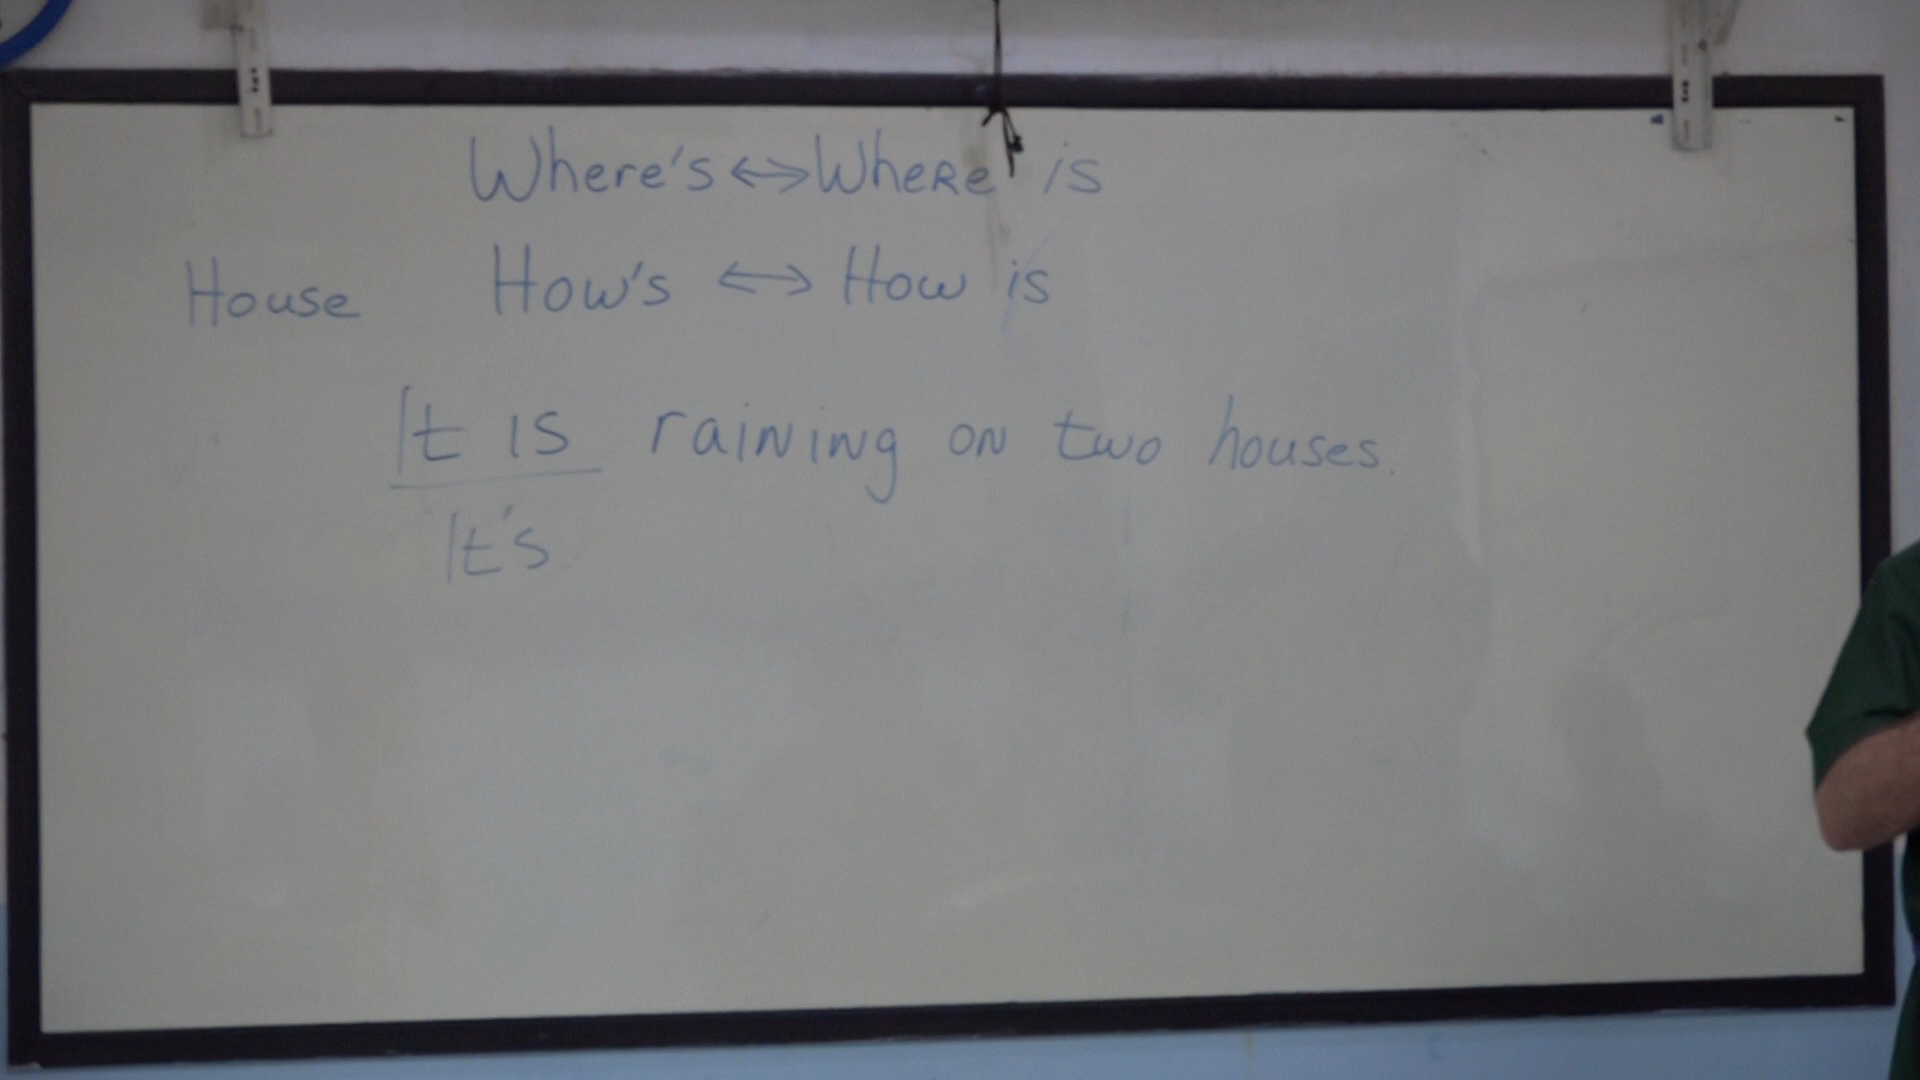 Where's ↔ Where is
House How's ↔ How is
It is raining on two houses.
It's